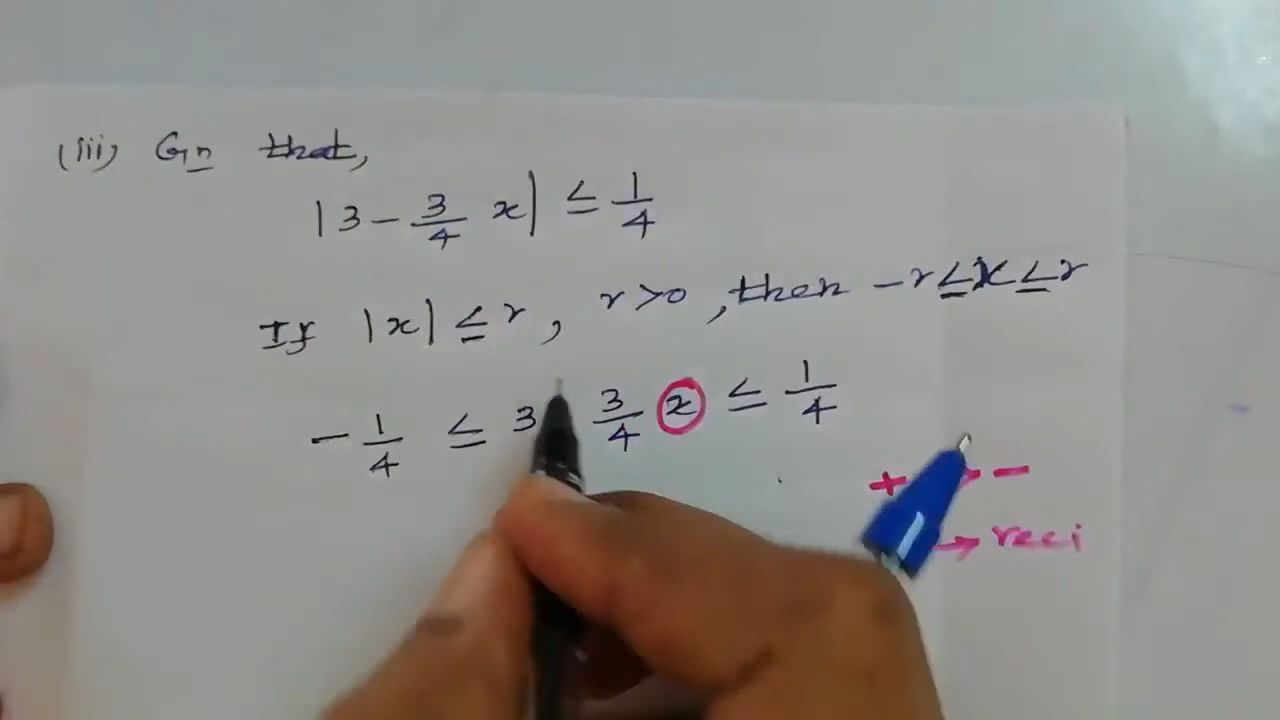 (iii) Gn that,
|3 - 3/4 x| ≤ 1/4
If |x| ≤ r, r > 0, then - r ≤ x ≤ r
- 1/4 ≤ 3 3/4 x ≤ 1/4
+ -
→ reci